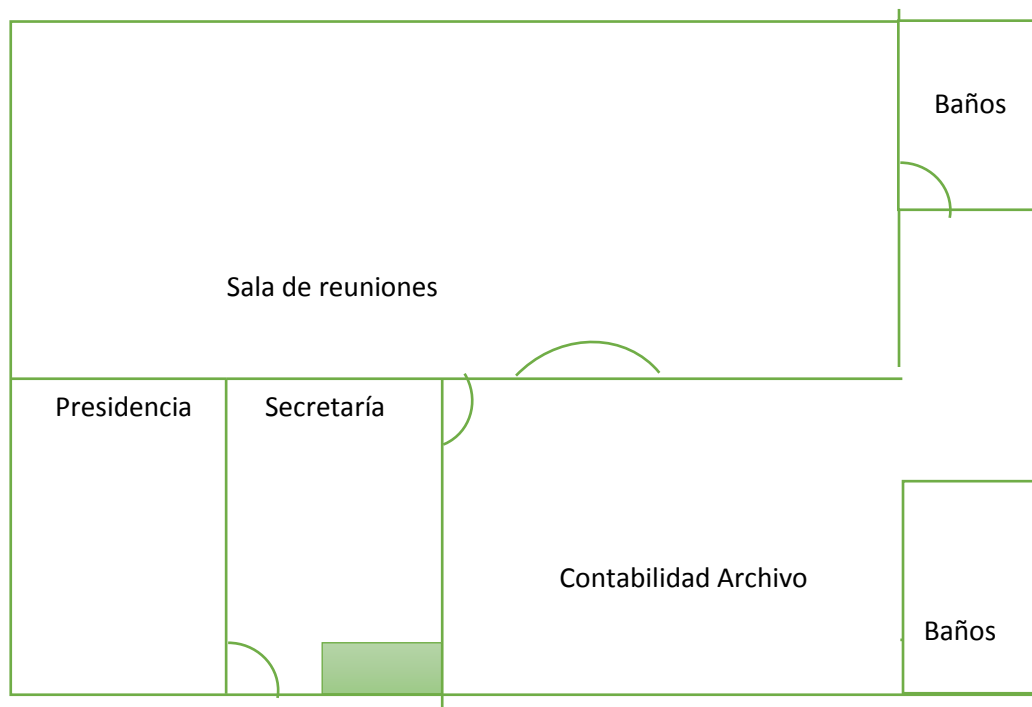 Baños
Sala de reuniones
Presidencia
Secretaría
Contabilidad Archivo
Baños